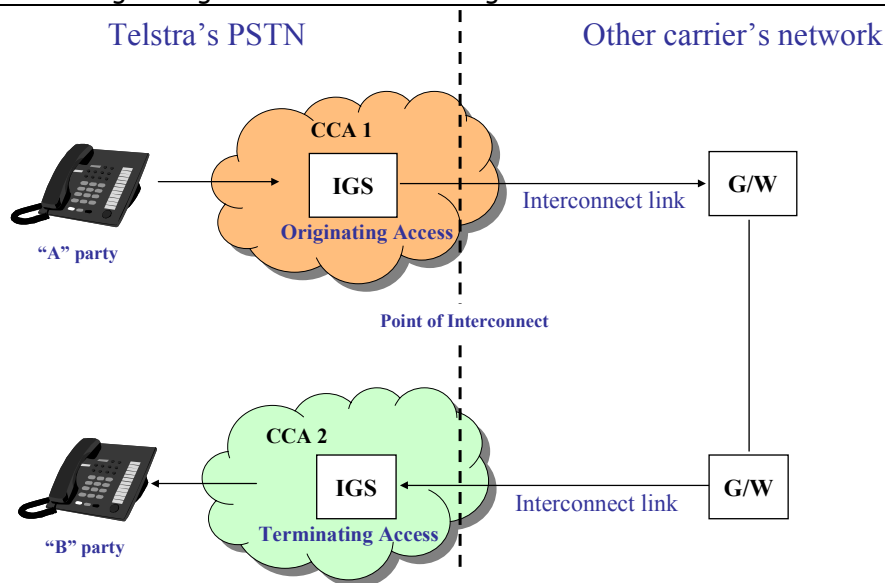 Telstra's PSTN
Other carrier's network
CCA 1
IGS
G/W
Interconnect link
Originating Access
“A” party
Point of Interconnect
CCA 2
IGS
G/W
Interconnect link
Terminating Access
“B” party